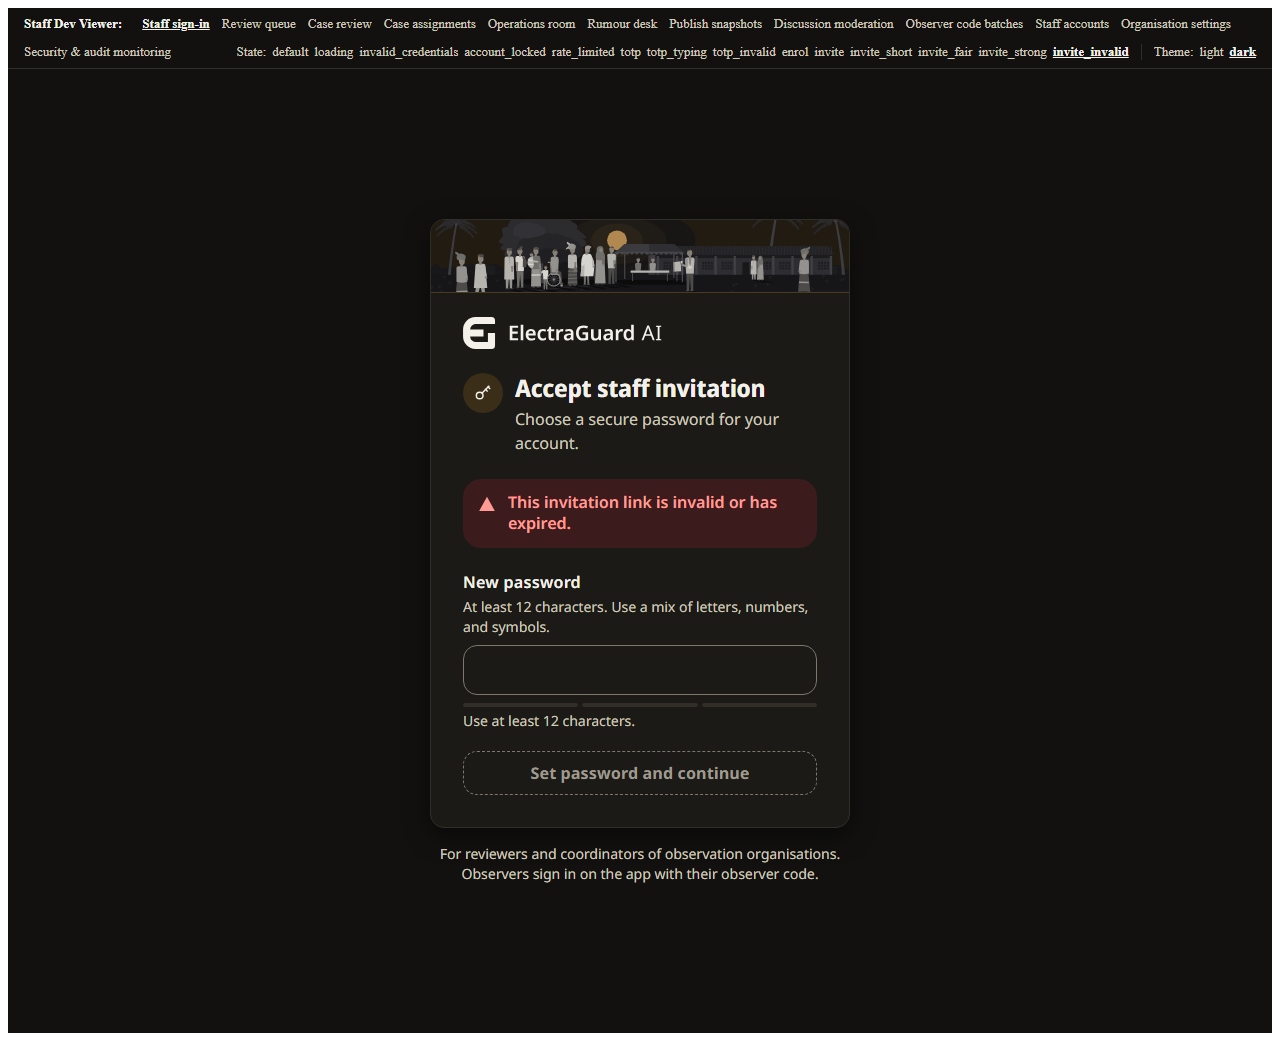 Staff Dev Viewer: Staff sign-in Review queue Case review Case assignments Operations room Rumour desk Publish snapshots Discussion moderation Observer code batches Staff accounts Organisation settings
Security & audit monitoring State: default loading invalid_credentials account_locked rate_limited totp totp_typing totp_invalid enrol invite invite_short invite_fair invite_strong invite_invalid Theme: light dark
ElectraGuard AI
Accept staff invitation
Choose a secure password for your
account.
This invitation link is invalid or has
expired.
New password
At least 12 characters. Use a mix of letters, numbers,
and symbols.
Use at least 12 characters.
Set password and continue
For reviewers and coordinators of observation organisations.
Observers sign in on the app with their observer code.